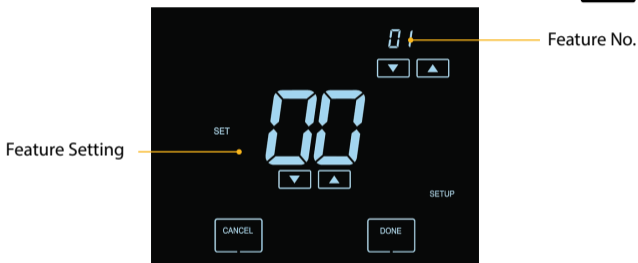 01
Feature No.
SET
00
Feature Setting
SETUP
CANCEL
DONE